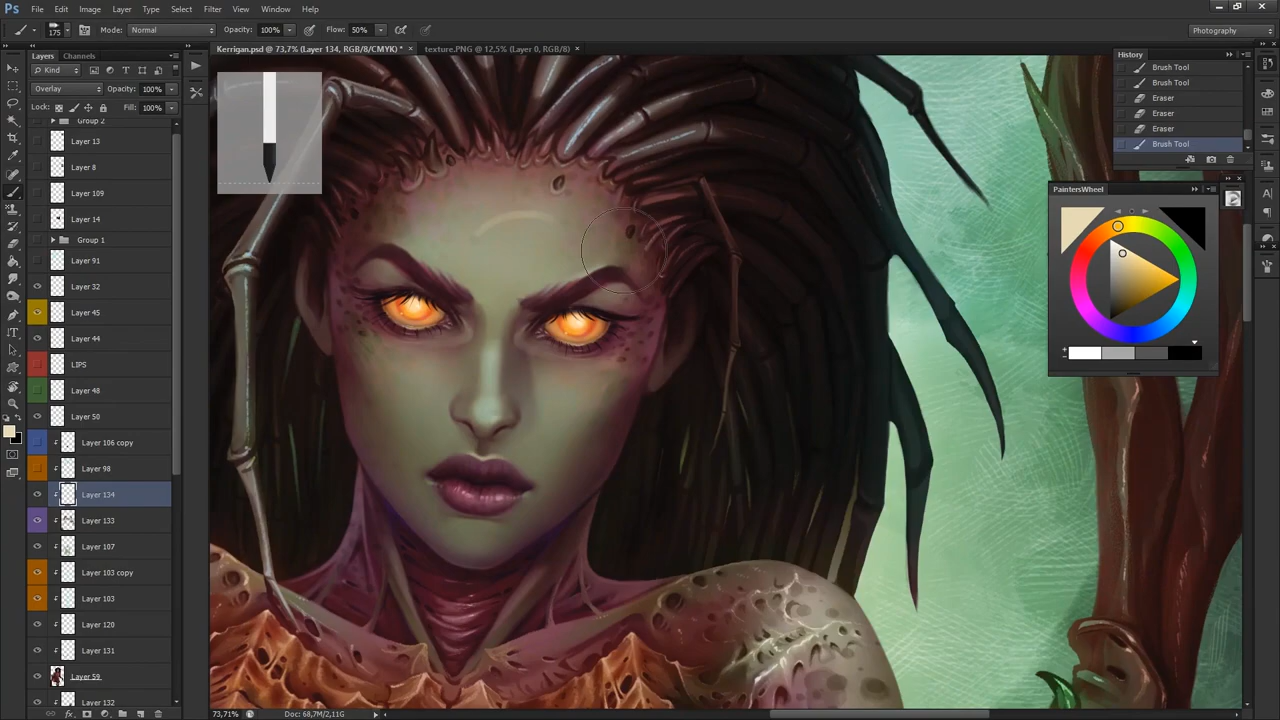 Ps File Edit Image Layer Type Select Filter View Window Help
175 Mode: Normal Opacity: 100% Flow: 50% Photography
Kerrigan.psd @ 73,7% (Layer 134, RGB/8/CMYK) * × texture.PNG @ 12,5% (Layer 0, RGB/8) ×
Layers Channels
Kind
Overlay Opacity: 100%
Lock: Fill: 100%
Group 2
Layer 13
Layer 8
Layer 109
Layer 14
Group 1
Layer 91
Layer 32
Layer 45
Layer 44
LIPS
Layer 48
Layer 50
Layer 106 copy
Layer 98
Layer 134
Layer 133
Layer 107
Layer 103 copy
Layer 103
Layer 120
Layer 131
Layer 59
Layer 132
History
Brush Tool
Brush Tool
Eraser
Eraser
Eraser
Brush Tool
PaintersWheel
73,71% Doc: 68,7M/2,11G